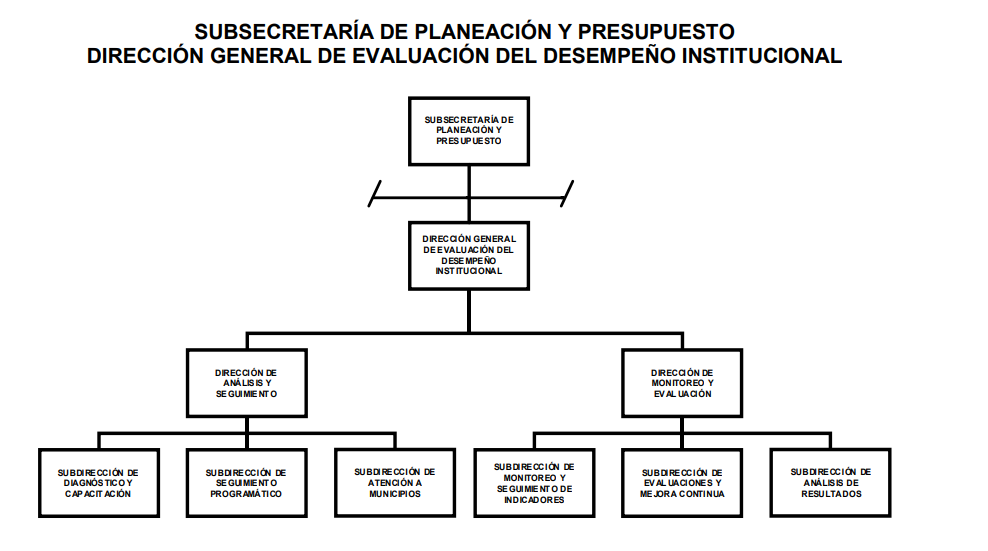 SUBSECRETARÍA DE PLANEACIÓN Y PRESUPUESTO
DIRECCIÓN GENERAL DE EVALUACIÓN DEL DESEMPEÑO INSTITUCIONAL
SUBSECRETARÍA DE
PLANEACIÓN Y
PRESUPUESTO
DIRECCIÓN GENERAL
DE EVALUACIÓN DEL
DESEMPEÑO
INSTITUCIONAL
DIRECCIÓN DE
ANÁLISIS Y
SEGUIMIENTO
DIRECCIÓN DE
MONITOREO Y
EVALUACIÓN
SUBDIRECCIÓN DE
DIAGNÓSTICO Y
CAPACITACIÓN
SUBDIRECCIÓN DE
SEGUIMIENTO
PROGRAMÁTICO
SUBDIRECCIÓN DE
ATENCIÓN A
MUNICIPIOS
SUBDIRECCIÓN DE
MONITOREO Y
SEGUIMIENTO DE
INDICADORES
SUBDIRECCIÓN DE
EVALUACIONES Y
MEJORA CONTINUA
SUBDIRECCIÓN DE
ANÁLISIS DE
RESULTADOS